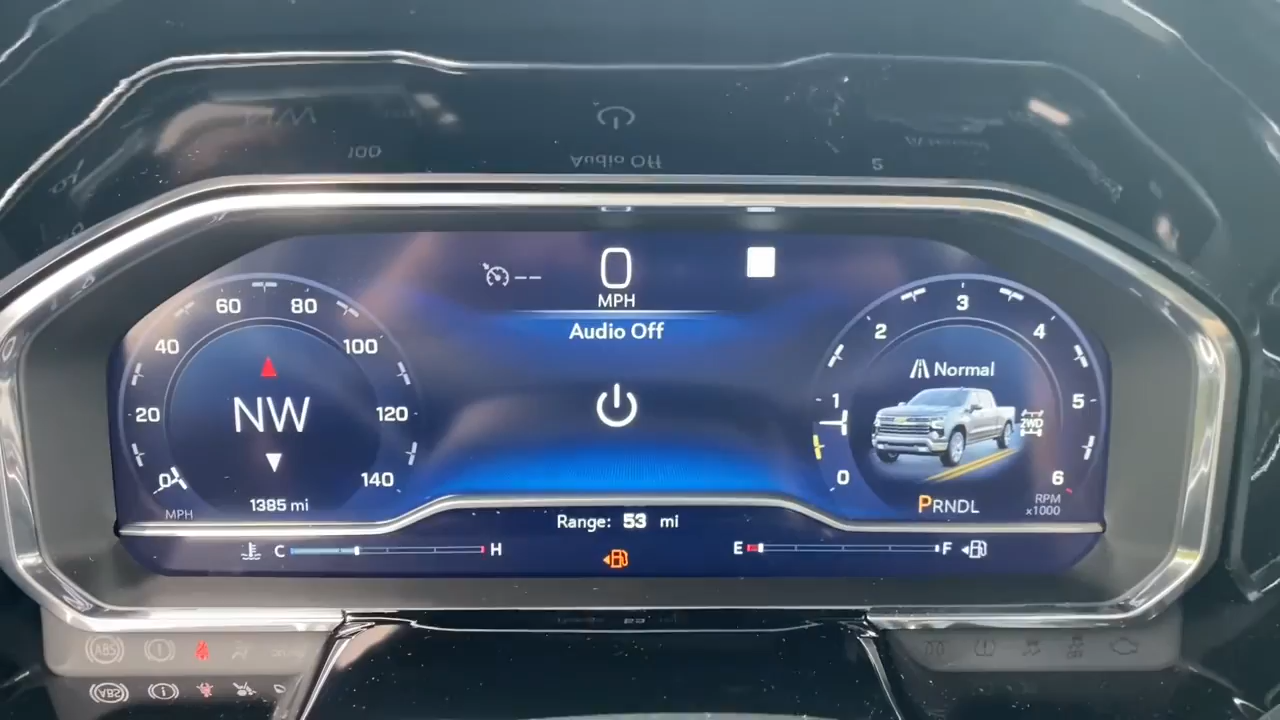 0
MPH
Audio Off
0
20
40
60
80
100
120
140
NW
1385 mi
MPH
0
1
2
3
4
5
6
Normal
2WD
PRNDL
RPM
x1000
Range: 53 mi
C H
E F
ABS